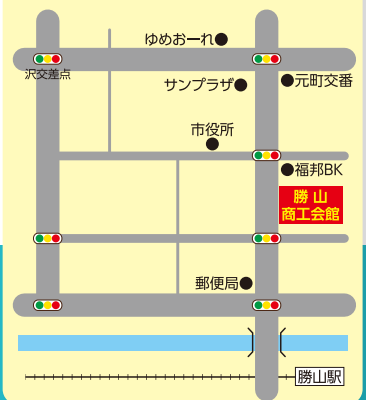 ゆめおーれ
沢交差点
サンプラザ
元町交番
市役所
福邦BK
勝 山
商工会館
郵便局
勝山駅